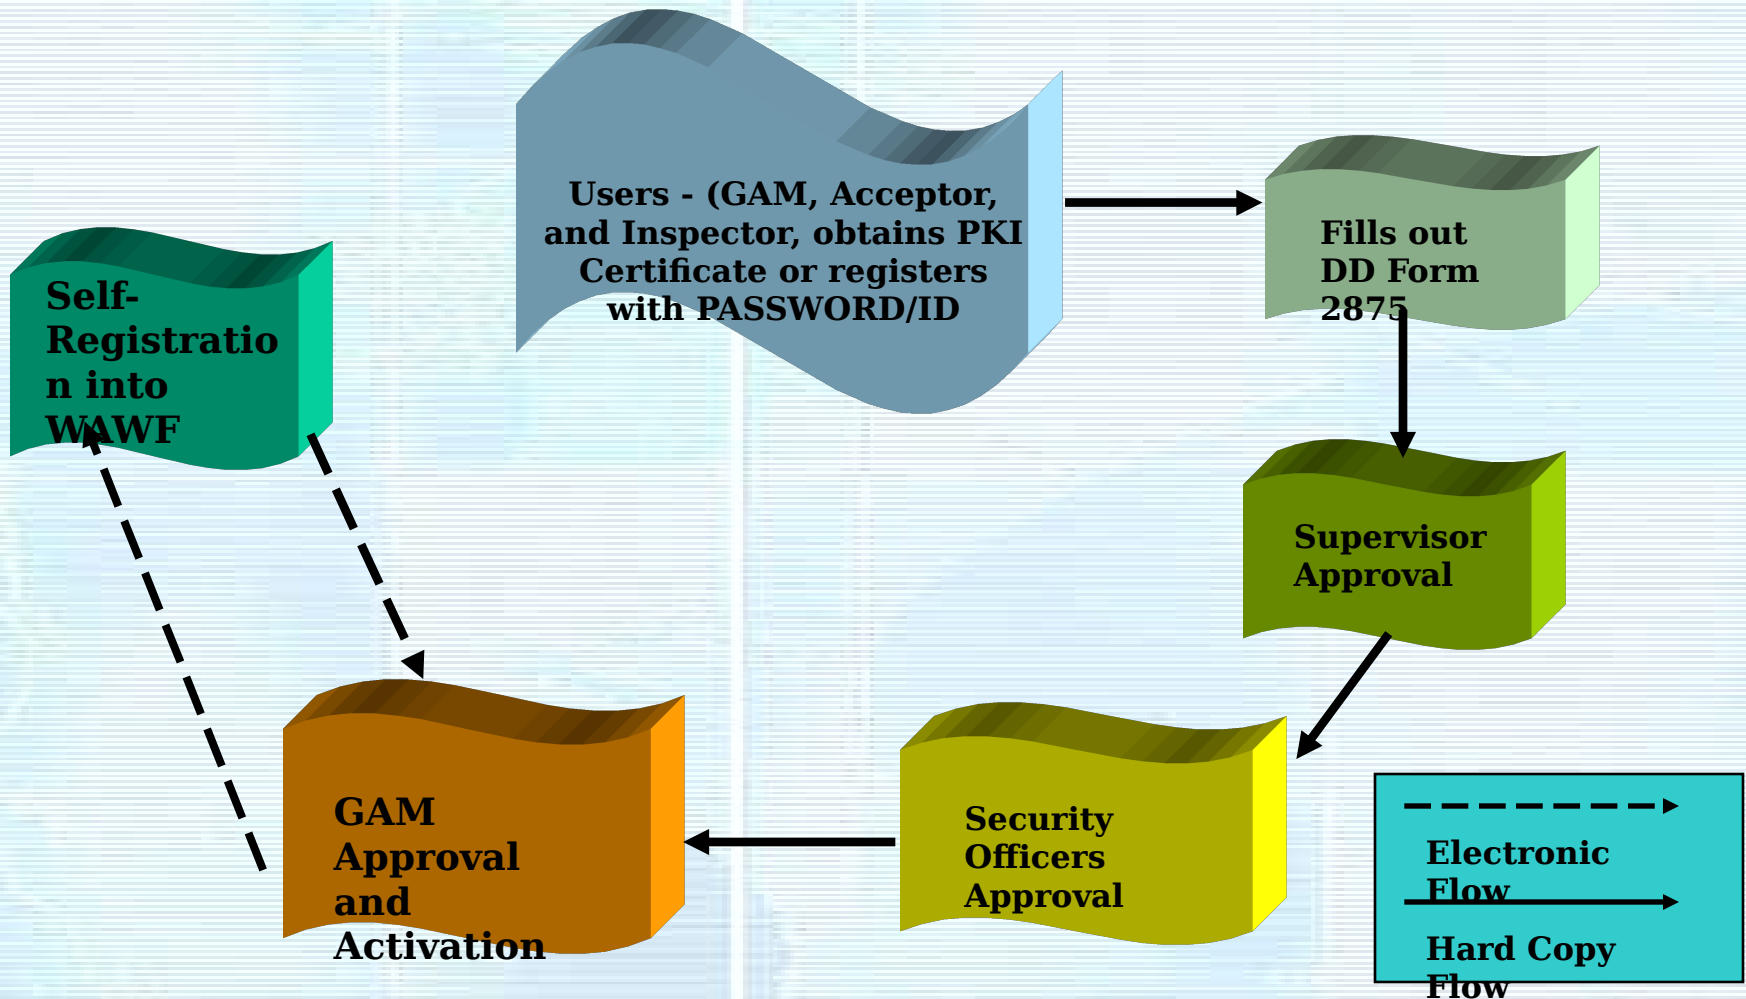 Users - (GAM, Acceptor,
and Inspector, obtains PKI
Certificate or registers
with PASSWORD/ID
Fills out
DD Form
2875
Self-
Registratio
n into
WAWF
Supervisor
Approval
GAM
Approval
and
Activation
Security
Officers
Approval
Electronic
Flow
Hard Copy
Flow